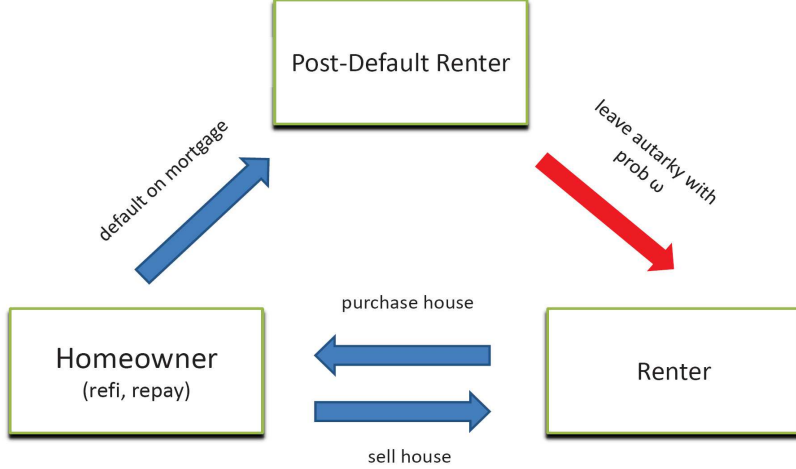 Post-Default Renter
default on mortgage
leave autarky with
prob ω
purchase house
Homeowner
(refi, repay)
Renter
sell house